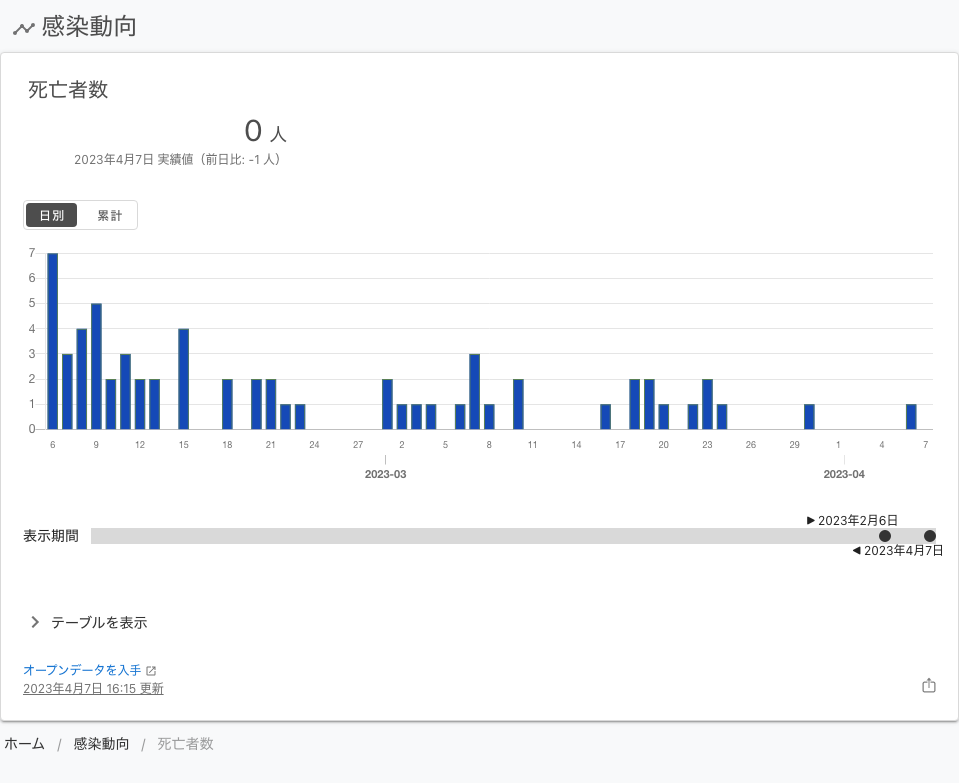 感染動向
死亡者数
0 人
2023年4月7日 実績値（前日比: -1 人）
日別 累計
7
6
5
4
3
2
1
0
6 9 12 15 18 21 24 27 2 5 8 11 14 17 20 23 26 29 1 4 7
2023-03 2023-04
2023年2月6日
表示期間
2023年4月7日
テーブルを表示
オープンデータを入手
2023年4月7日 16:15 更新
ホーム / 感染動向 / 死亡者数